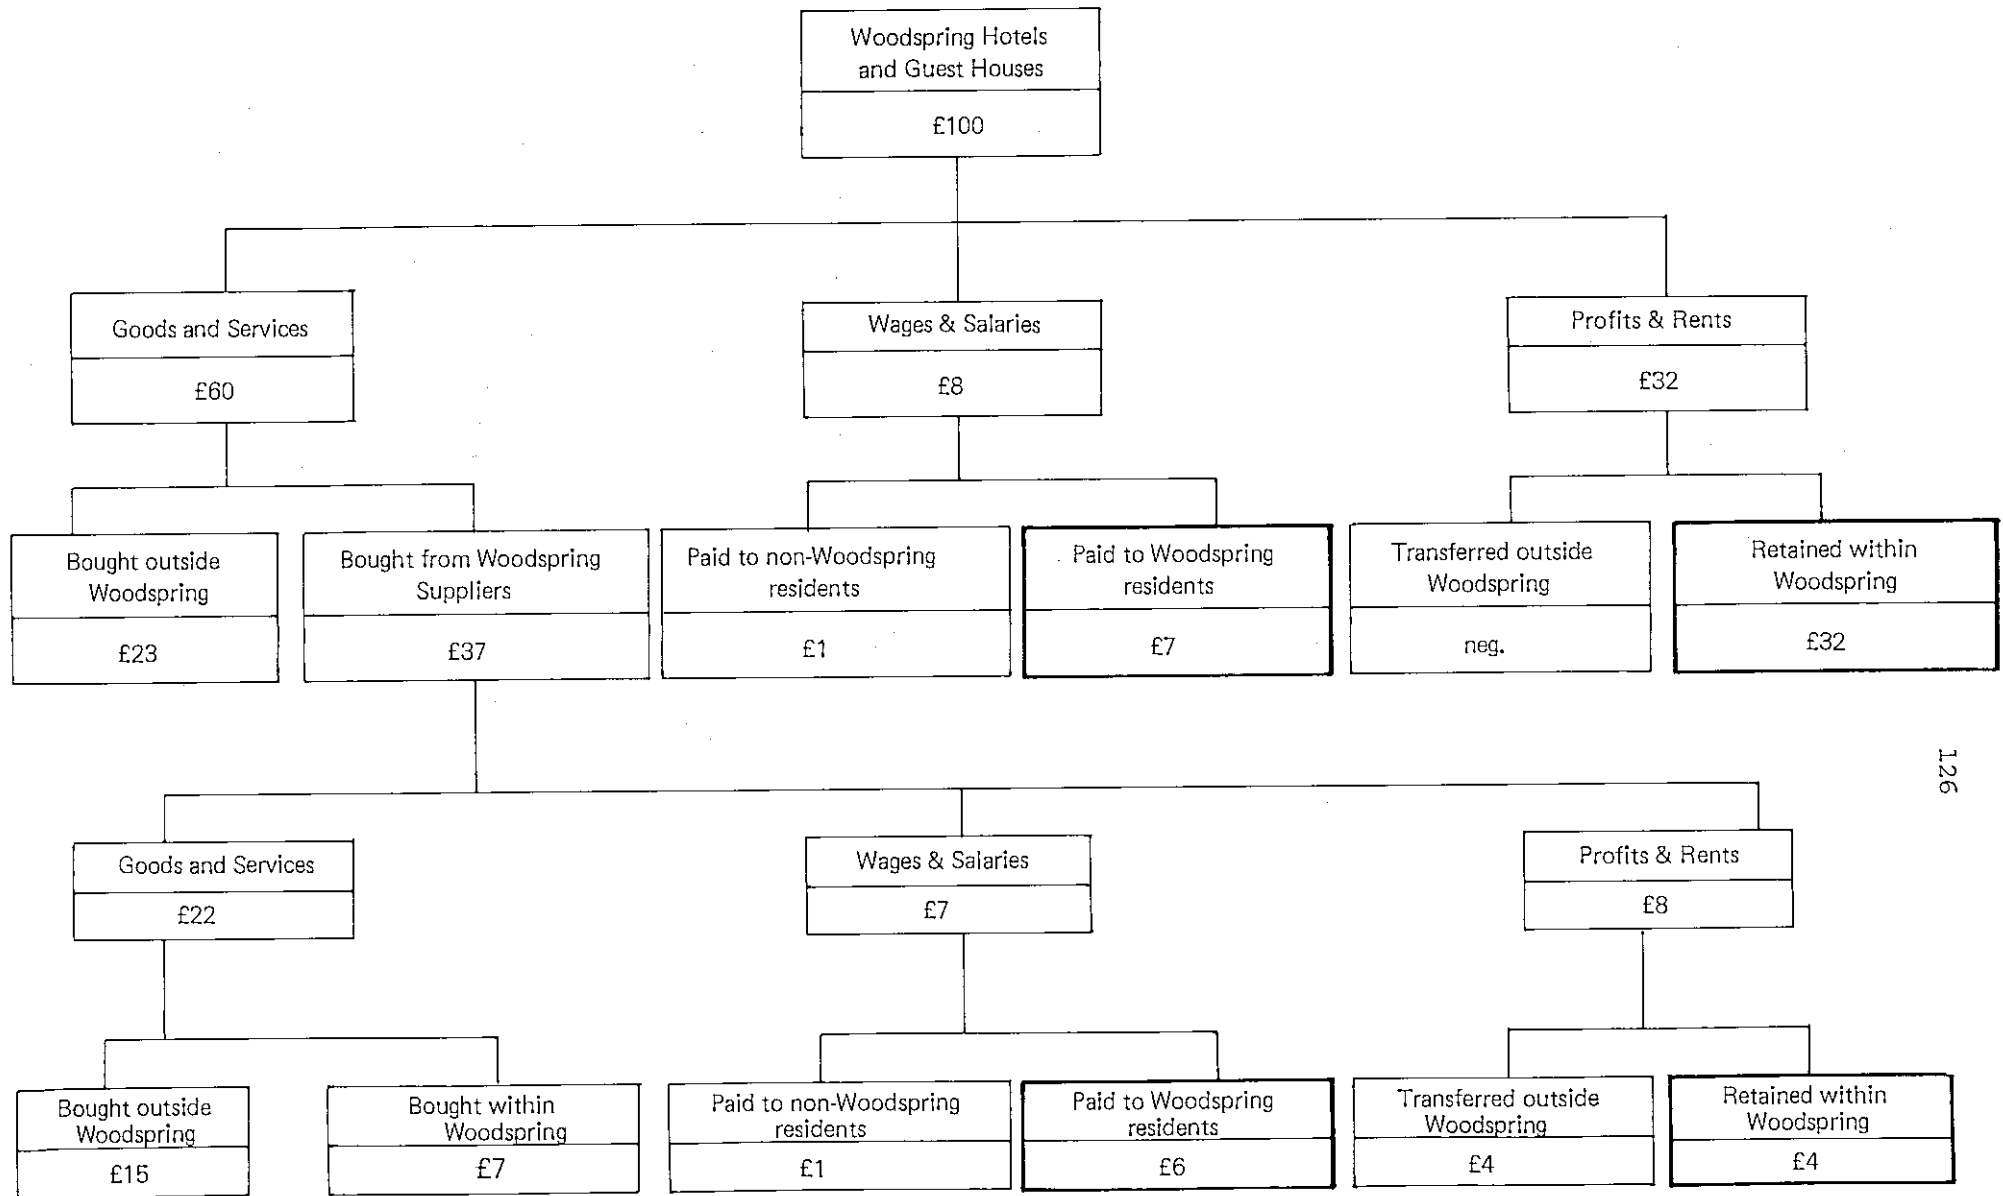 Woodspring Hotels
and Guest Houses
£100
Goods and Services
£60
Wages & Salaries
£8
Profits & Rents
£32
Bought outside
Woodspring
£23
Bought from Woodspring
Suppliers
£37
Paid to non-Woodspring
residents
£1
Paid to Woodspring
residents
£7
Transferred outside
Woodspring
neg.
Retained within
Woodspring
£32
126
Goods and Services
£22
Wages & Salaries
£7
Profits & Rents
£8
Bought outside
Woodspring
£15
Bought within
Woodspring
£7
Paid to non-Woodspring
residents
£1
Paid to Woodspring
residents
£6
Transferred outside
Woodspring
£4
Retained within
Woodspring
£4